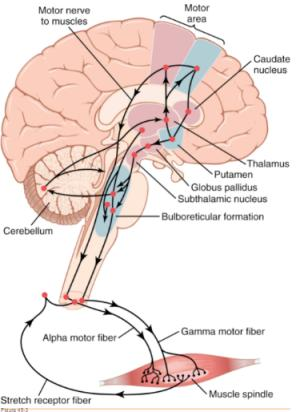 Motor nerve
to muscles
Motor
area
Caudate
nucleus
Thalamus
Putamen
Globus pallidus
Subthalamic nucleus
Bulboreticular formation
Cerebellum
Alpha motor fiber
Gamma motor fiber
Stretch receptor fiber
Muscle spindle